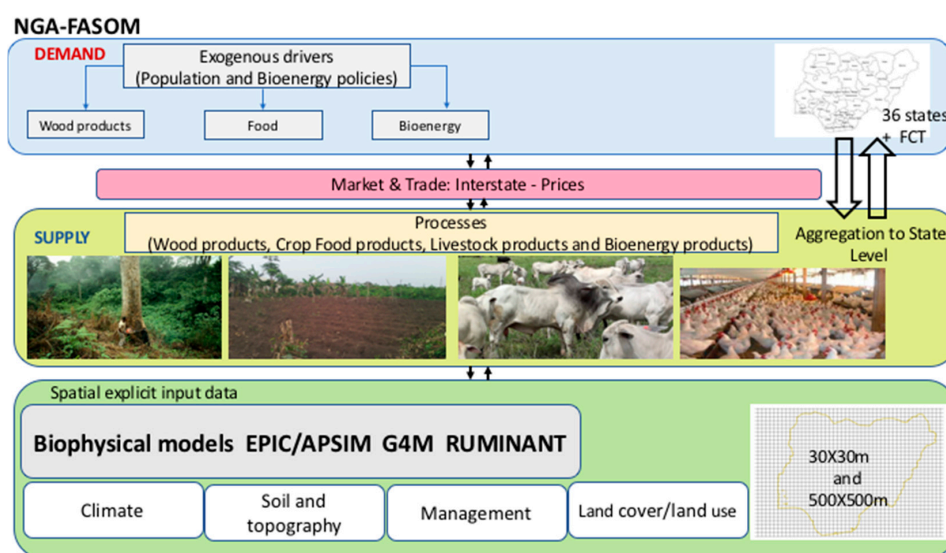 NGA-FASOM
DEMAND
Exogenous drivers
(Population and Bioenergy policies)
Wood products
Food
Bioenergy
36 states
+ FCT
Market & Trade: Interstate - Prices
Processes
(Wood products, Crop Food products, Livestock products and Bioenergy products)
SUPPLY
Aggregation to State
Level
Spatial explicit input data
Biophysical models EPIC/APSIM G4M RUMINANT
Climate
Soil and
topography
Management
Land cover/land use
30X30m
and
500X500m